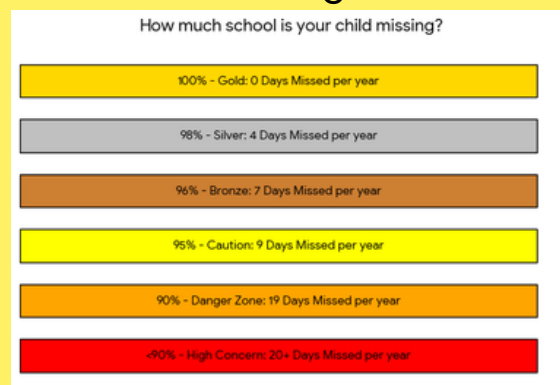 How much school is your child missing?
100% - Gold: 0 Days Missed per year
98% - Silver: 4 Days Missed per year
96% - Bronze: 7 Days Missed per year
95% - Caution: 9 Days Missed per year
90% - Danger Zone: 19 Days Missed per year
<90% - High Concern: 20+ Days Missed per year